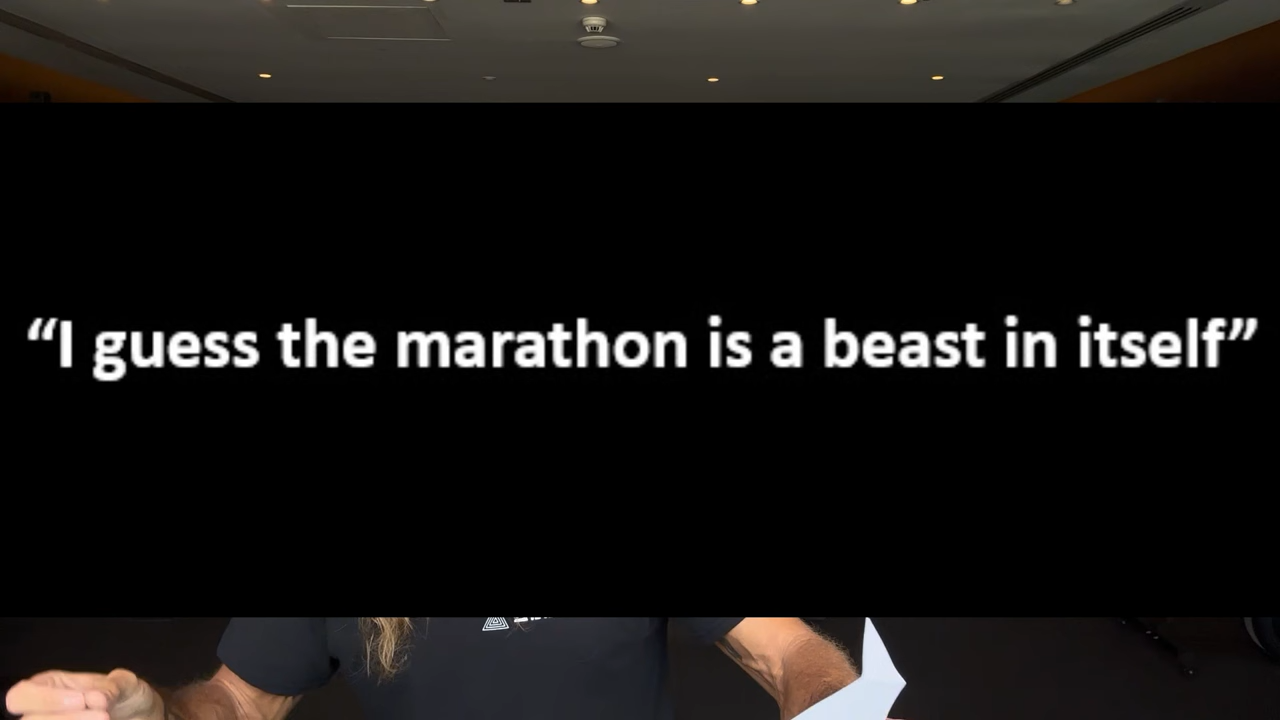 “I guess the marathon is a beast in itself”